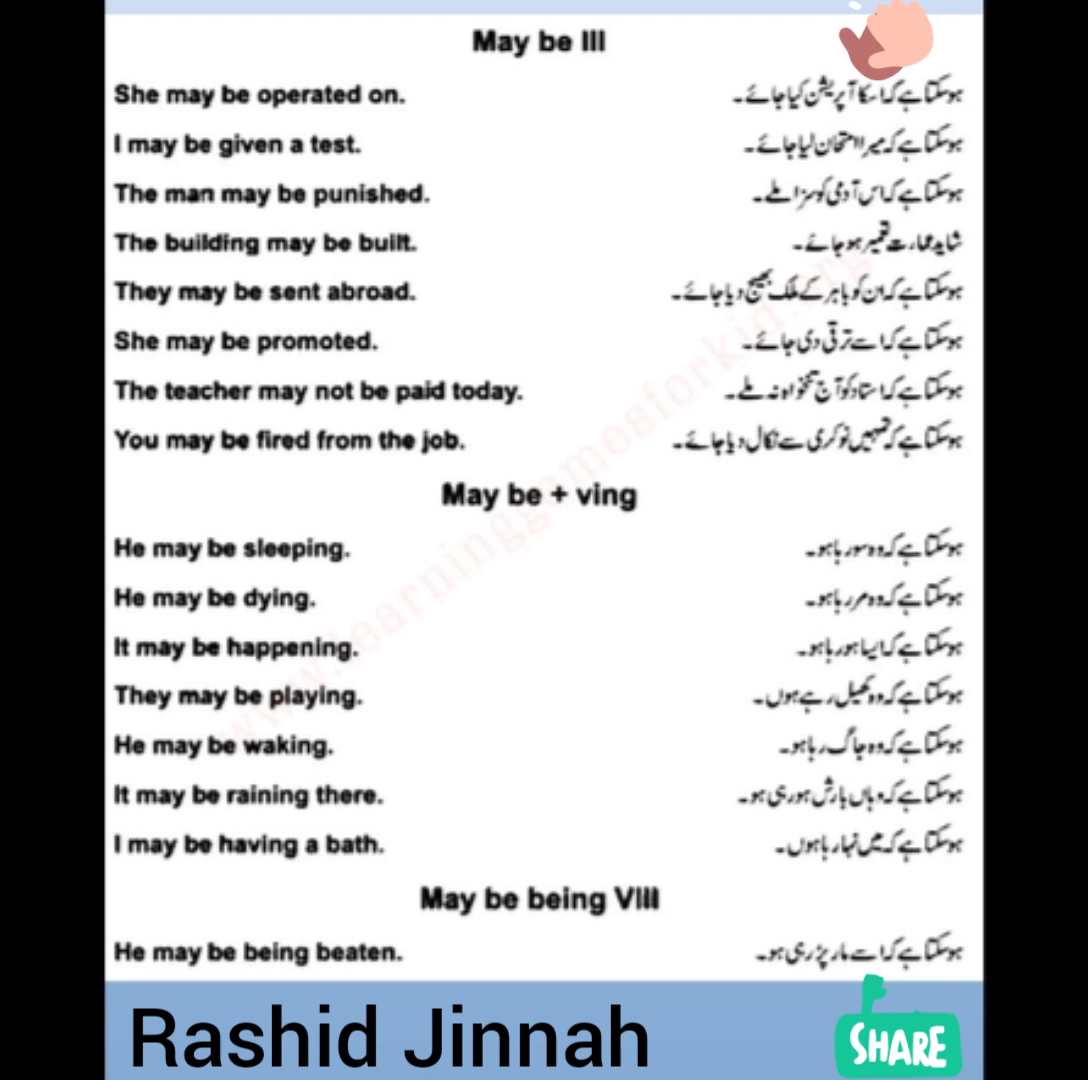 May be III
She may be operated on. ہوسکتا ہے کہ اسکا آپریشن کیا جائے۔
I may be given a test. ہوسکتا ہے کہ میرا امتحان لیا جائے۔
The man may be punished. ہوسکتا ہے کہ اس آدمی کو سزا ملے۔
The building may be built. شاید عمارت تعمیر ہو جائے۔
They may be sent abroad. ہوسکتا ہے کہ ان کو باہر کے ملک بھیج دیا جائے۔
She may be promoted. ہوسکتا ہے کہ اسے ترقی دی جائے۔
The teacher may not be paid today. ہوسکتا ہے کہ استاد کو آج تنخواہ نہ ملے۔
You may be fired from the job. ہوسکتا ہے کہ تمہیں نوکری سے نکال دیا جائے۔
May be + ving
He may be sleeping. ہوسکتا ہے کہ وہ سو رہا ہو۔
He may be dying. ہوسکتا ہے کہ وہ مر رہا ہو۔
It may be happening. ہوسکتا ہے کہ ایسا ہو رہا ہو۔
They may be playing. ہوسکتا ہے کہ وہ کھیل رہے ہوں۔
He may be waking. ہوسکتا ہے کہ وہ جاگ رہا ہو۔
It may be raining there. ہوسکتا ہے کہ وہاں بارش ہو رہی ہو۔
I may be having a bath. ہوسکتا ہے کہ میں نہا رہا ہوں۔
May be being VIII
He may be being beaten. ہوسکتا ہے کہ اسے مار پڑ رہی ہو۔
www.learninggamesforkid.org
Rashid Jinnah
SHARE